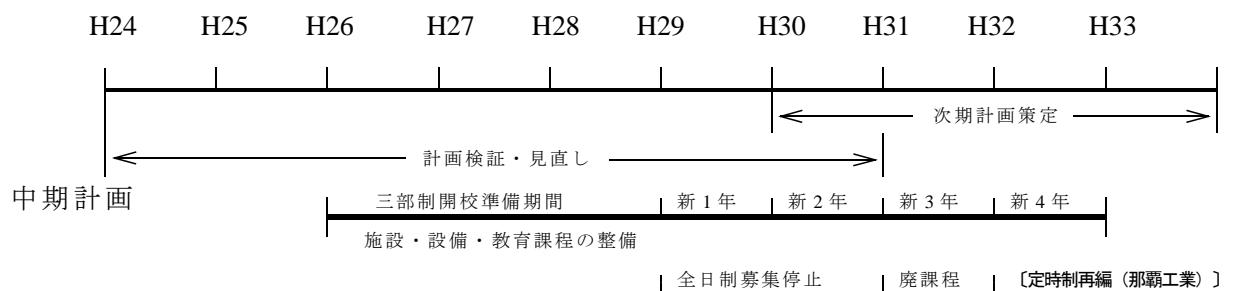 H24 H25 H26 H27 H28 H29 H30 H31 H32 H33
次期計画策定
計画検証・見直し
中期計画
三部制開校準備期間 新1年 新2年 新3年 新4年
施設・設備・教育課程の整備
全日制募集停止 廃課程 〔定時制再編（那覇工業）〕